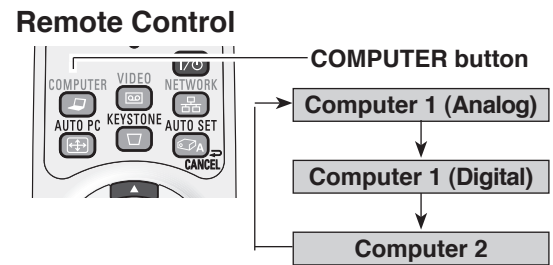 Remote Control
I/⏻
COMPUTER button
COMPUTER VIDEO NETWORK
Computer 1 (Analog)
AUTO PC KEYSTONE AUTO SET
A
CANCEL
Computer 1 (Digital)
Computer 2